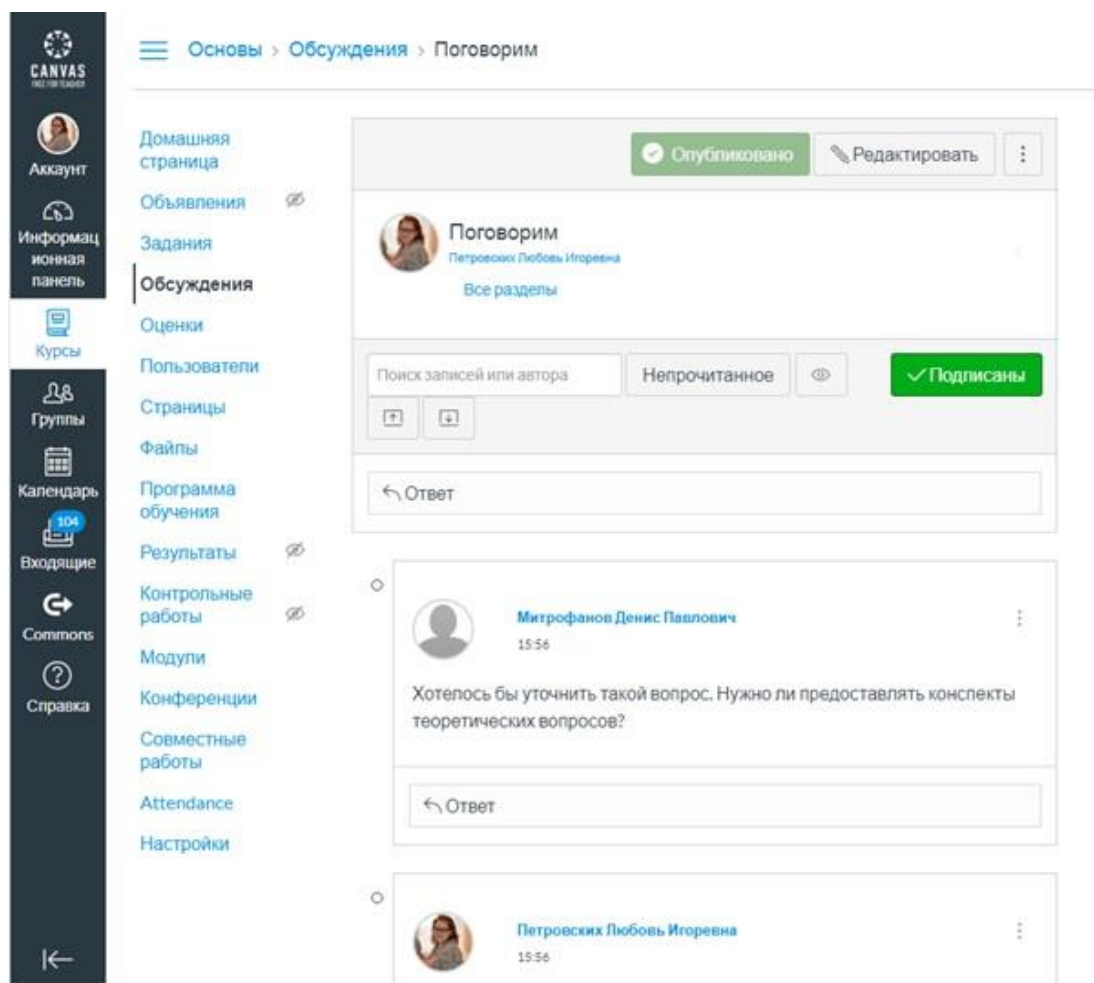 CANVAS
Основы > Обсуждения > Поговорим
Аккаунт
Информац
ионная
панель
Курсы
Группы
Календарь
104
Входящие
Commons
Справка
Домашняя
страница
Объявления
Задания
Обсуждения
Оценки
Пользователи
Страницы
Файлы
Программа
обучения
Результаты
Контрольные
работы
Модули
Конференции
Совместные
работы
Attendance
Настройки
Опубликовано
Редактировать
Поговорим
Петровских Любовь Игоревна
Все разделы
Поиск записей или автора
Непрочитанное
Подписаны
Ответ
Митрофанов Денис Павлович
15:56
Хотелось бы уточнить такой вопрос. Нужно ли предоставлять конспекты
теоретических вопросов?
Ответ
Петровских Любовь Игоревна
15:56